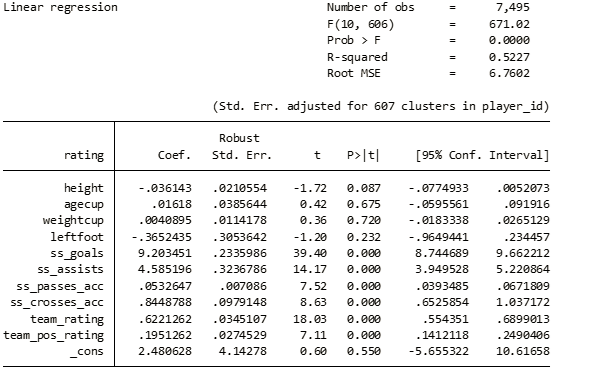 Linear regression Number of obs = 7,495
F(10, 606) = 671.02
Prob > F = 0.0000
R-squared = 0.5227
Root MSE = 6.7602
(Std. Err. adjusted for 607 clusters in player_id)
Robust
rating Coef. Std. Err. t P>|t| [95% Conf. Interval]
height -.036143 .0210554 -1.72 0.087 -.0774933 .0052073
agecup .01618 .0385644 0.42 0.675 -.0595561 .091916
weightcup .0040895 .0114178 0.36 0.720 -.0183338 .0265129
leftfoot -.3652435 .3053642 -1.20 0.232 -.9649441 .234457
ss_goals 9.203451 .2335986 39.40 0.000 8.744689 9.662212
ss_assists 4.585196 .3236786 14.17 0.000 3.949528 5.220864
ss_passes_acc .0532647 .007086 7.52 0.000 .0393485 .0671809
ss_crosses_acc .8448788 .0979148 8.63 0.000 .6525854 1.037172
team_rating .6221262 .0345107 18.03 0.000 .554351 .6899013
team_pos_rating .1951262 .0274529 7.11 0.000 .1412118 .2490406
_cons 2.480628 4.14278 0.60 0.550 -5.655322 10.61658